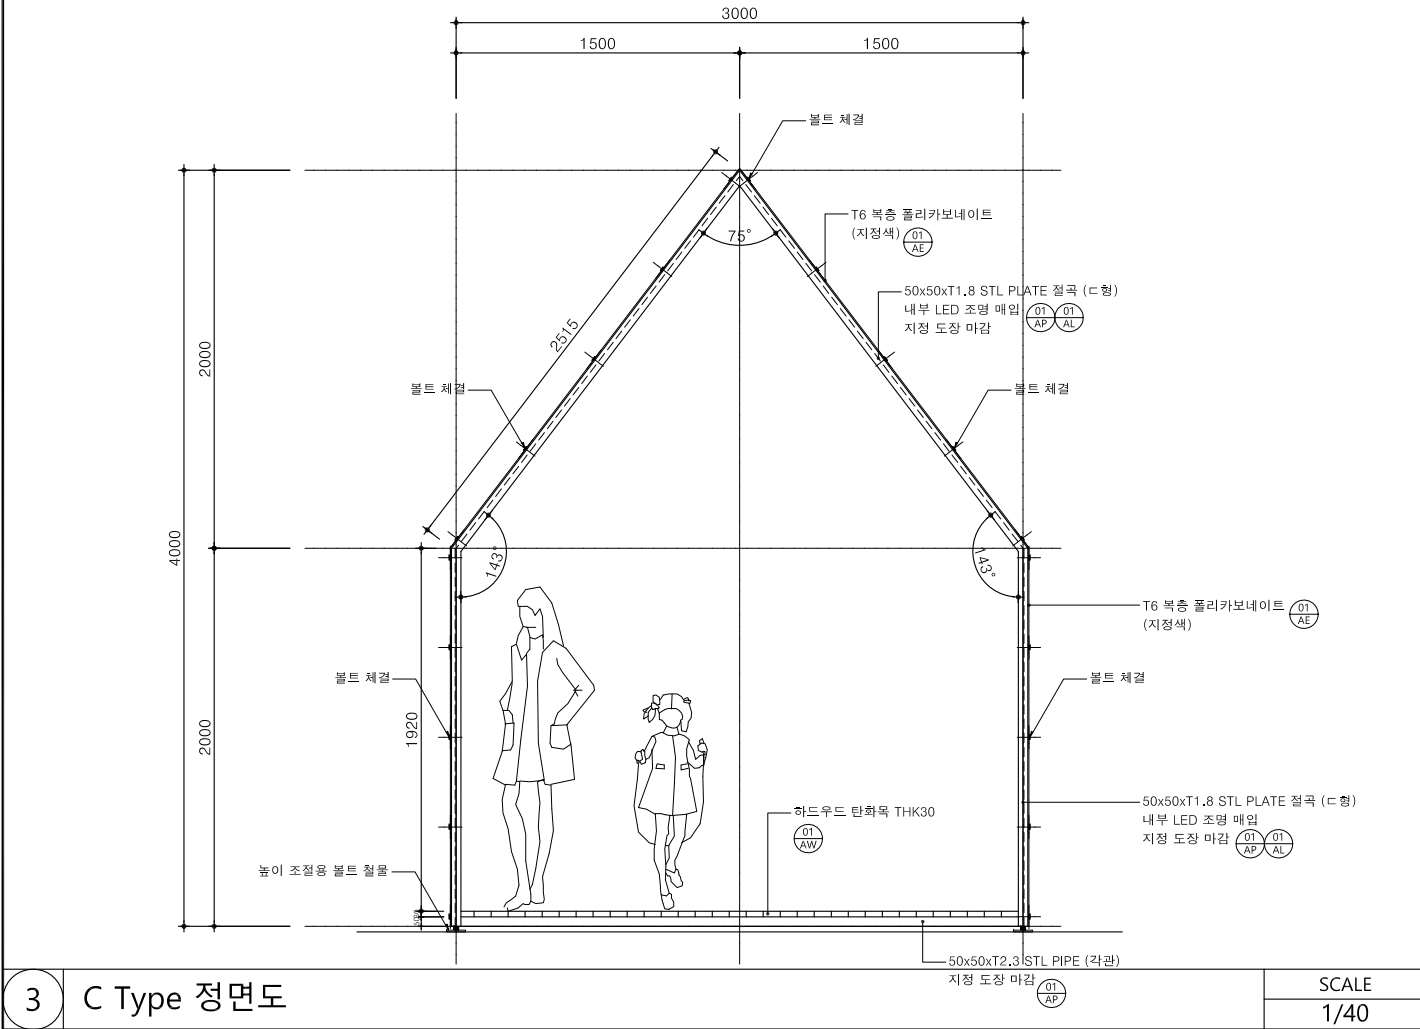 3000
1500
1500
볼트 체결
T6 복층 폴리카보네이트
(지정색)
01
AE
75°
50x50xT1.8 STL PLATE 절곡 (ㄷ형)
내부 LED 조명 매입
지정 도장 마감
01
AP
01
AL
2515
2000
볼트 체결
볼트 체결
4000
143°
143°
T6 복층 폴리카보네이트
(지정색)
01
AE
볼트 체결
볼트 체결
1920
2000
50x50xT1.8 STL PLATE 절곡 (ㄷ형)
내부 LED 조명 매입
지정 도장 마감
01
AP
01
AL
하드우드 탄화목 THK30
01
AW
높이 조절용 볼트 철물
50x50xT2.3 STL PIPE (각관)
지정 도장 마감
01
AP
3
C Type 정면도
SCALE
1/40